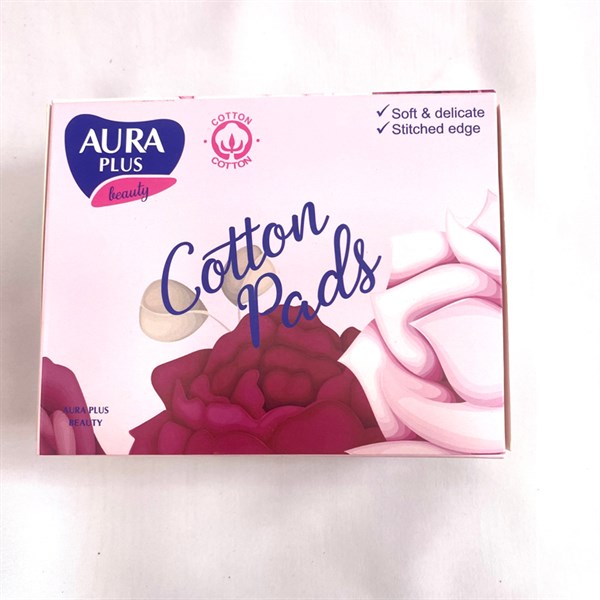 AURA
PLUS
beauty
COTTON
COTTON
✓ Soft & delicate
✓ Stitched edge
Cotton
Pads
AURA PLUS
BEAUTY